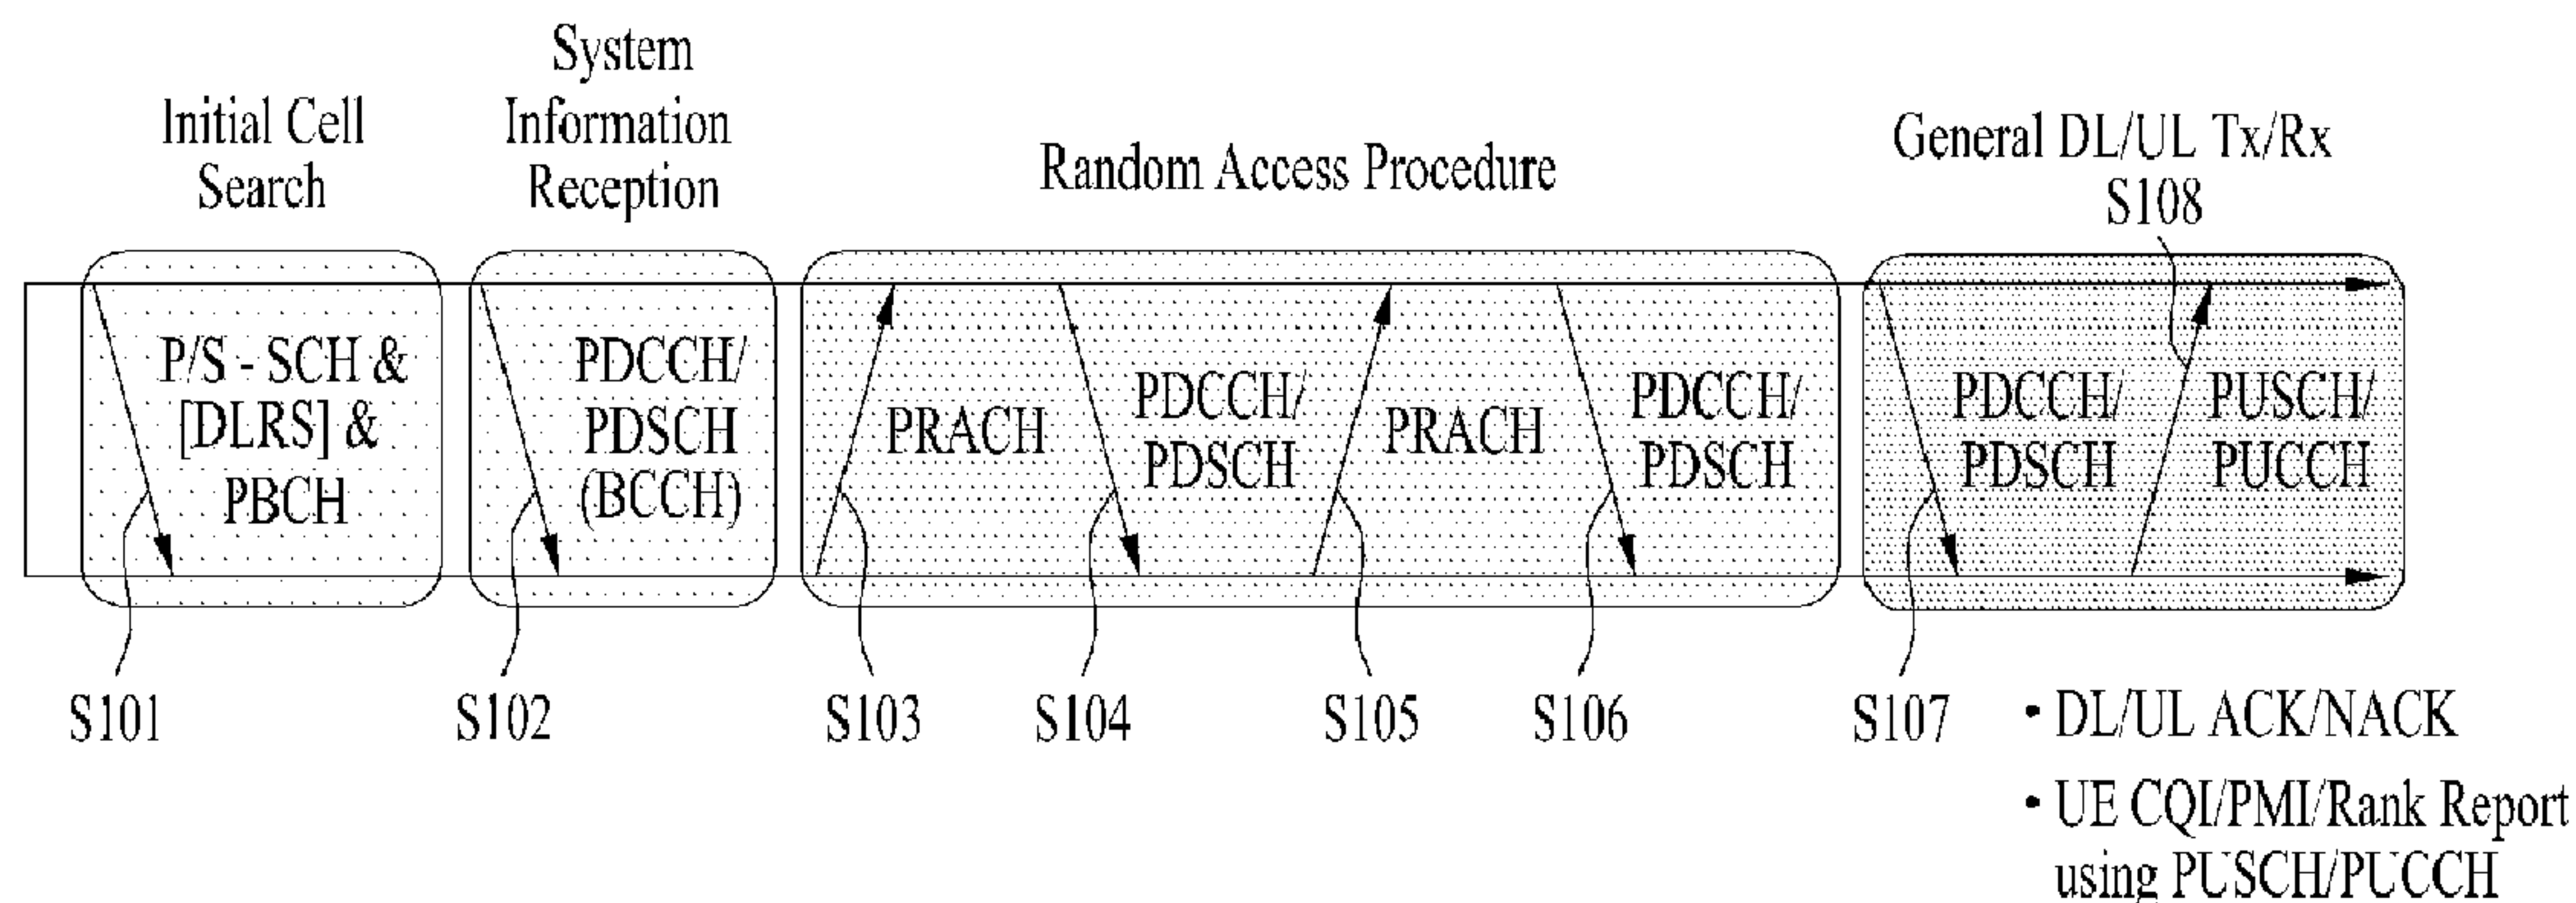 Initial Cell
Search
System
Information
Reception
Random Access Procedure
General DL/UL Tx/Rx
S108
P/S - SCH &
[DLRS] &
PBCH
PDCCH/
PDSCH
(BCCH)
PRACH
PDCCH/
PDSCH
PRACH
PDCCH/
PDSCH
PDCCH/
PDSCH
PUSCH/
PUCCH
S101
S102
S103
S104
S105
S106
S107
• DL/UL ACK/NACK
• UE CQI/PMI/Rank Report
using PUSCH/PUCCH